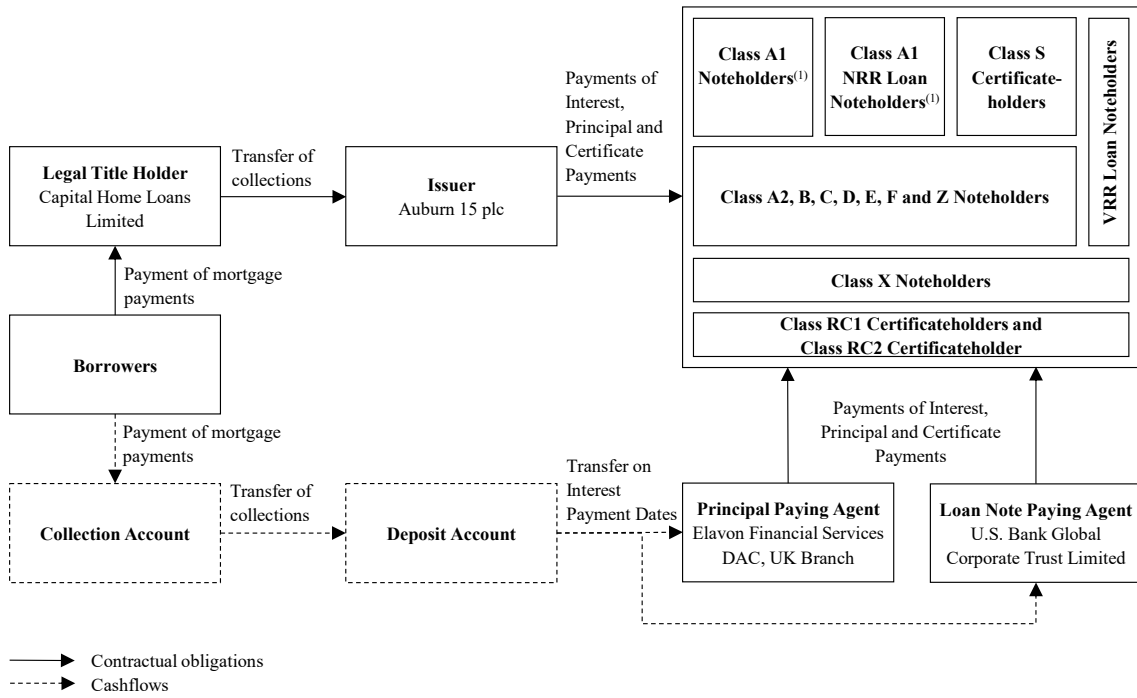 Class A1
Noteholders(1)
Class A1
NRR Loan
Noteholders(1)
Class S
Certificate-
holders
VRR Loan Noteholders
Payments of
Interest,
Principal and
Certificate
Payments
Legal Title Holder
Capital Home Loans
Limited
Transfer of
collections
Issuer
Auburn 15 plc
Class A2, B, C, D, E, F and Z Noteholders
Payment of mortgage
payments
Class X Noteholders
Class RC1 Certificateholders and
Class RC2 Certificateholder
Borrowers
Payment of mortgage
payments
Payments of Interest,
Principal and Certificate
Payments
Collection Account
Transfer of
collections
Deposit Account
Transfer on
Interest
Payment Dates
Principal Paying Agent
Elavon Financial Services
DAC, UK Branch
Loan Note Paying Agent
U.S. Bank Global
Corporate Trust Limited
Contractual obligations
Cashflows